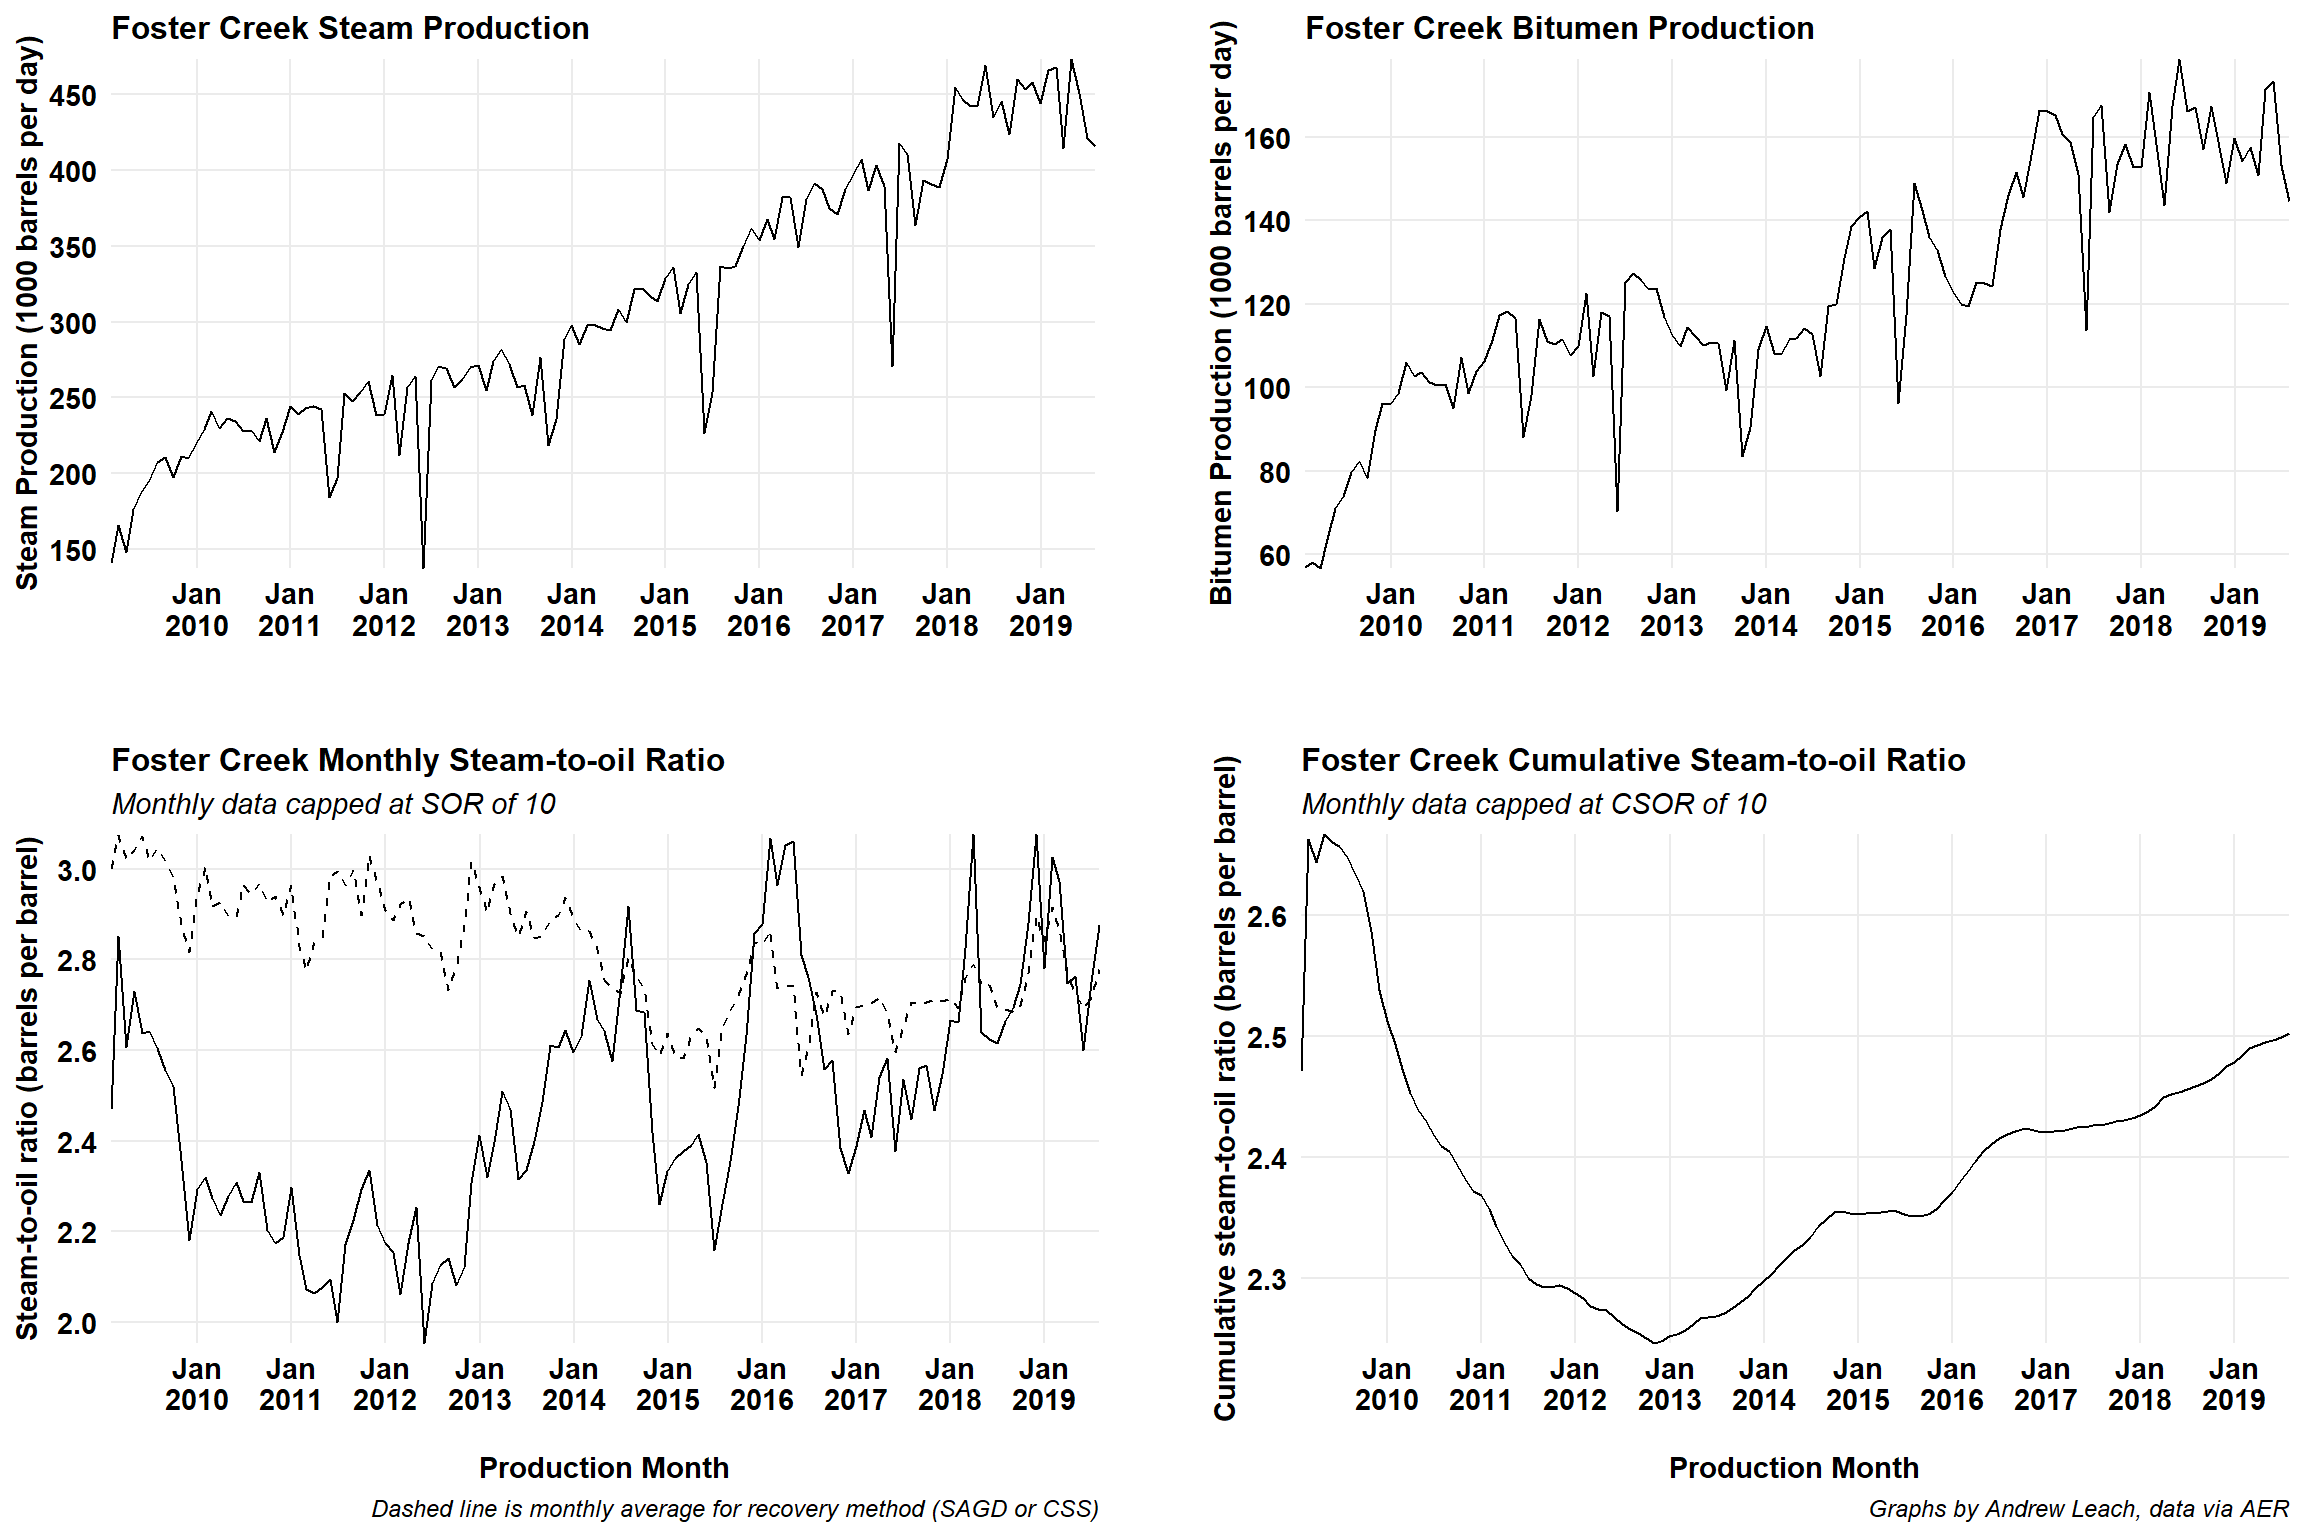 Foster Creek Steam Production
Steam Production (1000 barrels per day)
450
400
350
300
250
200
150
Jan Jan Jan Jan Jan Jan Jan Jan Jan Jan
2010 2011 2012 2013 2014 2015 2016 2017 2018 2019
Foster Creek Bitumen Production
Bitumen Production (1000 barrels per day)
160
140
120
100
80
60
Jan Jan Jan Jan Jan Jan Jan Jan Jan Jan
2010 2011 2012 2013 2014 2015 2016 2017 2018 2019
Foster Creek Monthly Steam-to-oil Ratio
Monthly data capped at SOR of 10
Steam-to-oil ratio (barrels per barrel)
3.0
2.8
2.6
2.4
2.2
2.0
Jan Jan Jan Jan Jan Jan Jan Jan Jan Jan
2010 2011 2012 2013 2014 2015 2016 2017 2018 2019
Production Month
Dashed line is monthly average for recovery method (SAGD or CSS)
Foster Creek Cumulative Steam-to-oil Ratio
Monthly data capped at CSOR of 10
Cumulative steam-to-oil ratio (barrels per barrel)
2.6
2.5
2.4
2.3
Jan Jan Jan Jan Jan Jan Jan Jan Jan Jan
2010 2011 2012 2013 2014 2015 2016 2017 2018 2019
Production Month
Graphs by Andrew Leach, data via AER